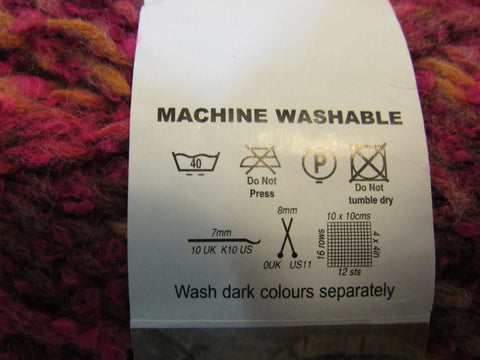 MACHINE WASHABLE
40
P
Do Not
Press
Do Not
tumble dry
7mm
10 UK K10 US
8mm
0UK US11
10 x 10cms
16 rows
4 x 4in
12 sts
Wash dark colours separately